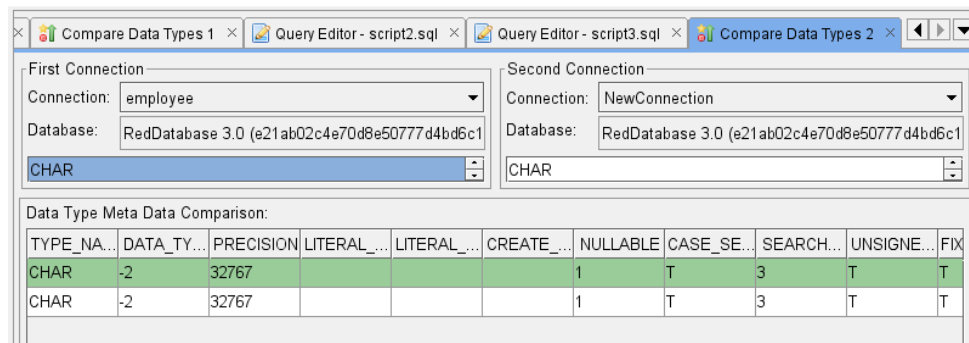 Compare Data Types 1 Query Editor - script2.sql Query Editor - script3.sql Compare Data Types 2
First Connection Second Connection
Connection: employee Connection: NewConnection
Database: RedDatabase 3.0 (e21ab02c4e70d8e50777d4bd6c1 Database: RedDatabase 3.0 (e21ab02c4e70d8e50777d4bd6c1
CHAR CHAR
Data Type Meta Data Comparison:
TYPE_NA... DATA_TY... PRECISION LITERAL_... LITERAL_... CREATE_... NULLABLE CASE_SE... SEARCH... UNSIGNE... FIX
CHAR -2 32767 1 T 3 T T
CHAR -2 32767 1 T 3 T T